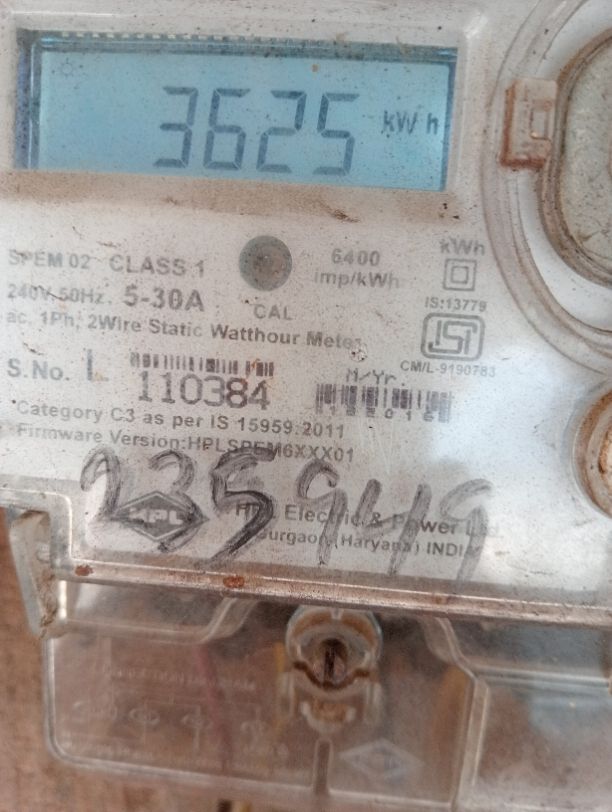 3625 kWh
SPEM 02 CLASS 1
6400
imp/kWh
kWh
240V, 50Hz. 5-30A
CAL
IS:13779
ac. 1Ph, 2Wire Static Watthour Meter
ISI
CM/L-9190783
S.No. L 110384
M/Yr.
Category C3 as per IS 15959:2011
Firmware Version:HPLSPEM6XXX01
235949
HPL
HPL Electric & Power Ltd.
Gurgaon (Haryana) INDIA